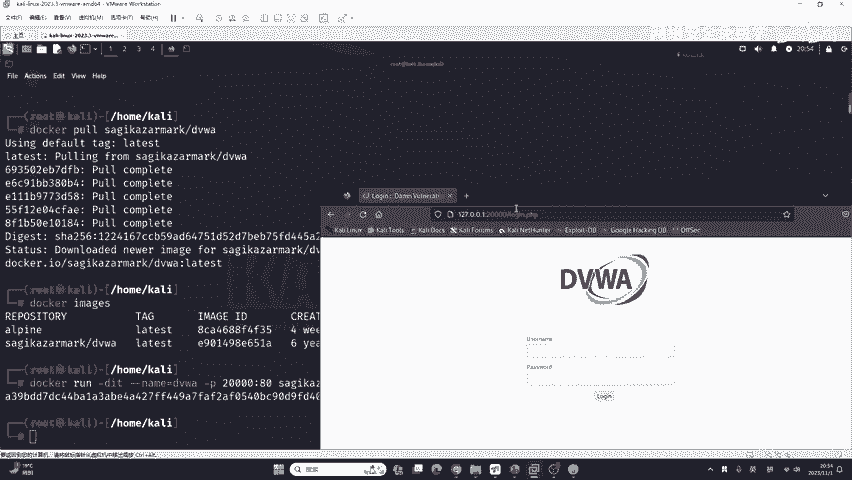 kali-linux-2023.3-vmware-amd64 - VMware Workstation
File Actions Edit View Help
1 2 3 4
20:54
(root㉿kali)-[/home/kali]
# docker pull sagikazarmark/dvwa
Using default tag: latest
latest: Pulling from sagikazarmark/dvwa
693502eb7dfb: Pull complete
e6c91bb380b4: Pull complete
e111b9773d58: Pull complete
55f12e04cfae: Pull complete
8f1b50e10184: Pull complete
Digest: sha256:1224167ccb59ad64751d52d7beb75fd445a2
Status: Downloaded newer image for sagikazarmark/dv
docker.io/sagikazarmark/dvwa:latest
(root㉿kali)-[/home/kali]
# docker images
REPOSITORY TAG IMAGE ID CREAT
alpine latest 8ca4688f4f35 4 wee
sagikazarmark/dvwa latest e901498e651a 6 yea
(root㉿kali)-[/home/kali]
# docker run -dit --name=dvwa -p 20000:80 sagikaz
a39bdd7dc44ba1a3abe4a427ff449a7faf2af0540bc90d9fd40
(root㉿kali)-[/home/kali]
#
Login :: Damn Vulnerab
127.0.0.1:20000/login.php
Kali Linux Kali Tools Kali Docs Kali Forums Kali NetHunter Exploit-DB Google Hacking DB OffSec
DVWA
Username
Password
Login
19°C
搜索
20:54
2023/11/1